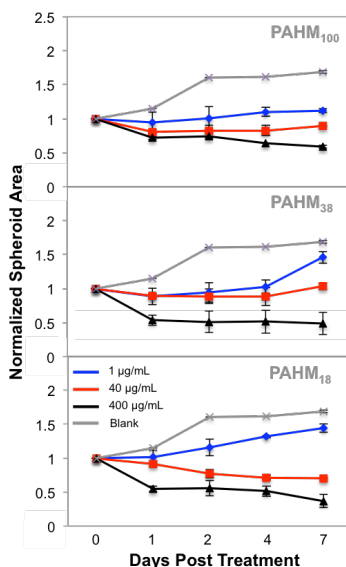 Normalized Spheroid Area
2.5
PAHM100
2
1.5
1
0.5
0
PAHM38
2
1.5
1
0.5
0
PAHM18
1 µg/mL
40 µg/mL
400 µg/mL
Blank
2
1.5
1
0.5
0
0 1 2 4 7
Days Post Treatment